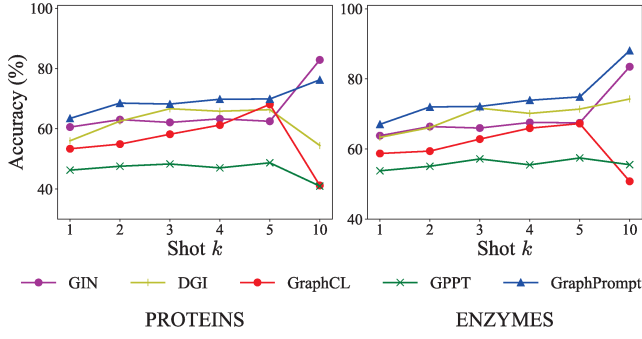 Accuracy (%)
100
80
60
40
1 2 3 4 5 10
Shot k
100
80
60
40
1 2 3 4 5 10
Shot k
GIN DGI GraphCL GPPT GraphPrompt
PROTEINS ENZYMES